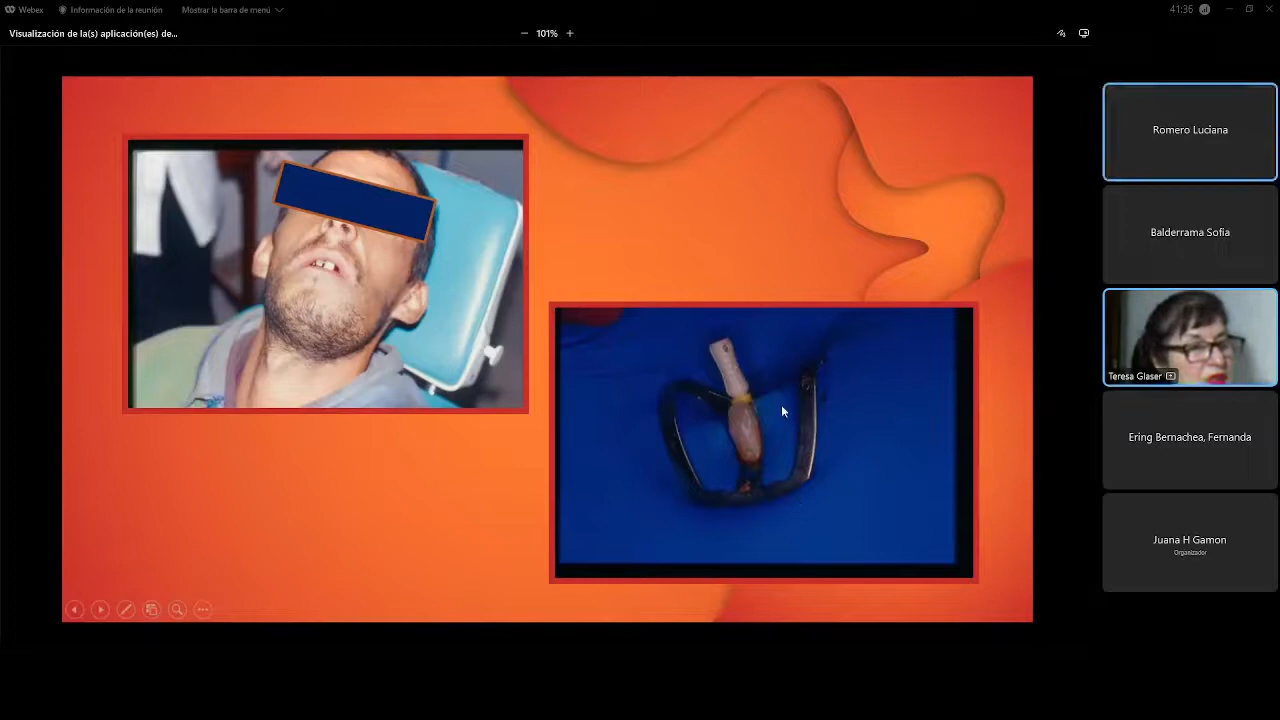 Webex
Información de la reunión
Mostrar la barra de menú
41:36
Visualización de la(s) aplicación(es) de...
101%
Romero Luciana
Balderrama Sofia
Teresa Glaser
Ering Bernachea, Fernanda
Juana H Gamon
Organizador